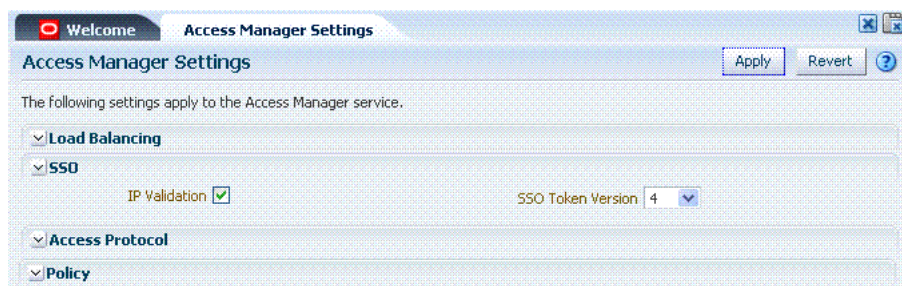 Welcome
Access Manager Settings
Access Manager Settings
Apply
Revert
?
The following settings apply to the Access Manager service.
Load Balancing
SSO
IP Validation
SSO Token Version 4
Access Protocol
Policy